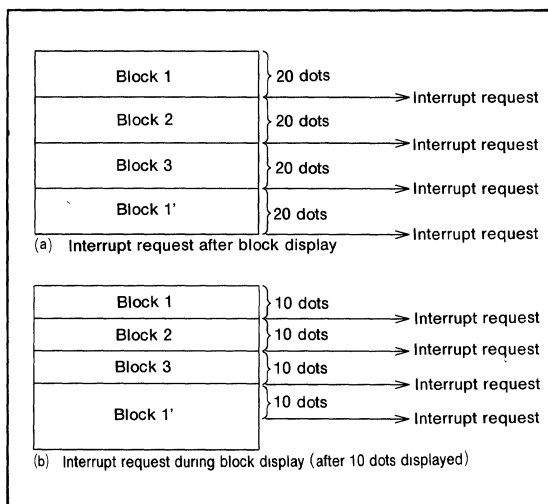 Block 1
20 dots
Interrupt request
Block 2
20 dots
Interrupt request
Block 3
20 dots
Interrupt request
Block 1'
20 dots
Interrupt request
(a) Interrupt request after block display
Block 1
10 dots
Interrupt request
Block 2
10 dots
Interrupt request
Block 3
10 dots
Interrupt request
10 dots
Block 1'
Interrupt request
(b) Interrupt request during block display (after 10 dots displayed)